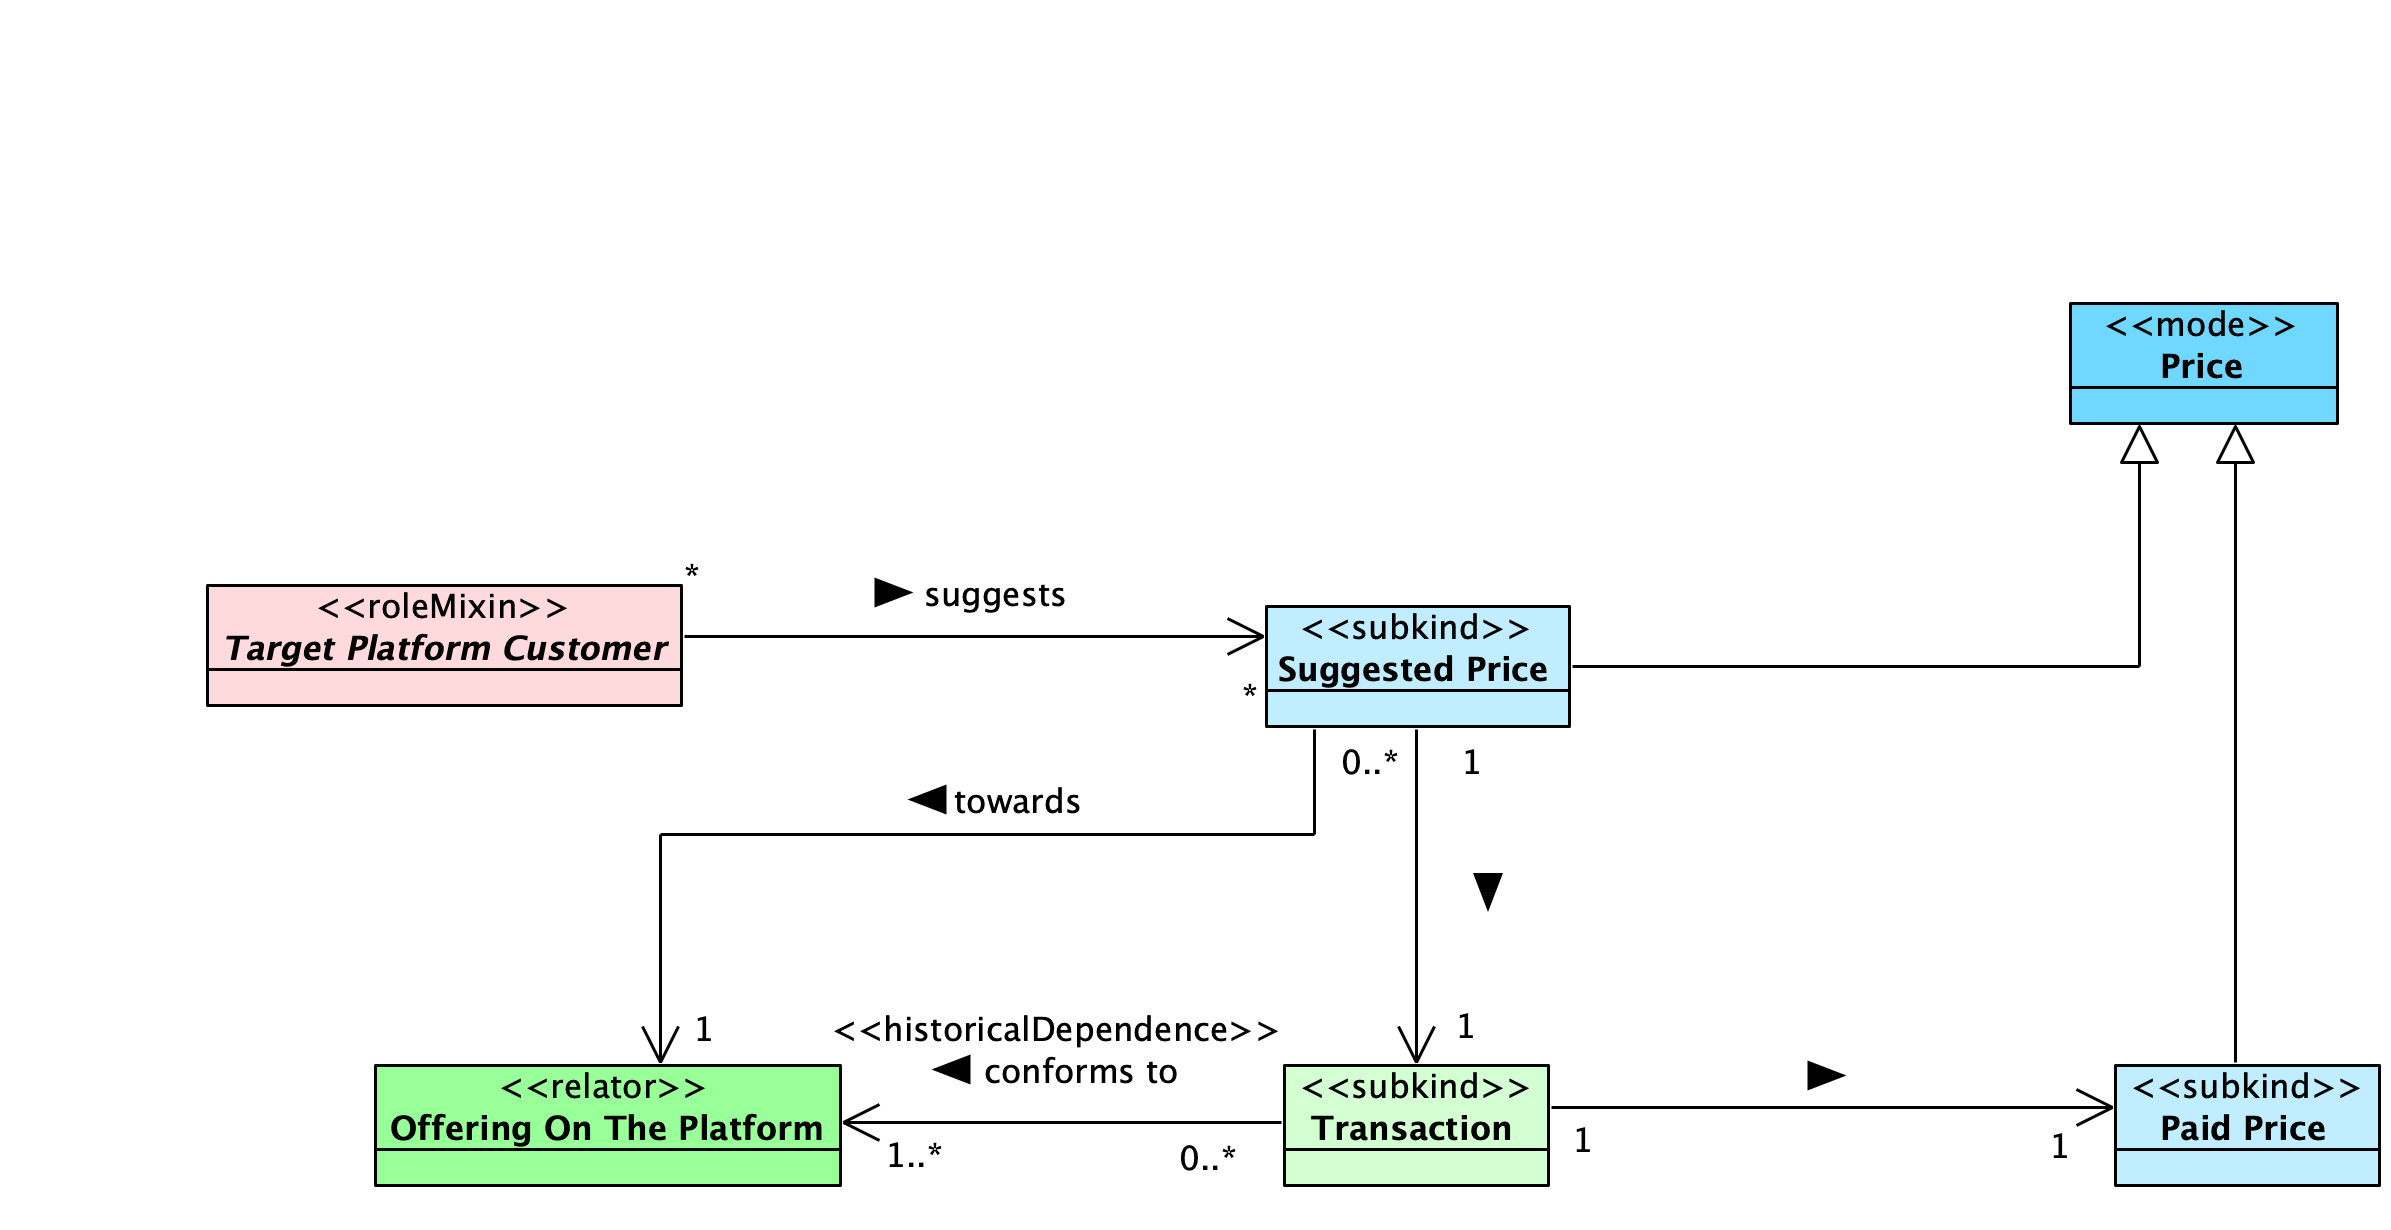 <<mode>>
Price
*
suggests
<<roleMixin>>
Target Platform Customer
<<subkind>>
Suggested Price
*
0..*
1
towards
1
<<historicalDependence>>
conforms to
1
<<relator>>
Offering On The Platform
1..*
0..*
<<subkind>>
Transaction
1
1
<<subkind>>
Paid Price